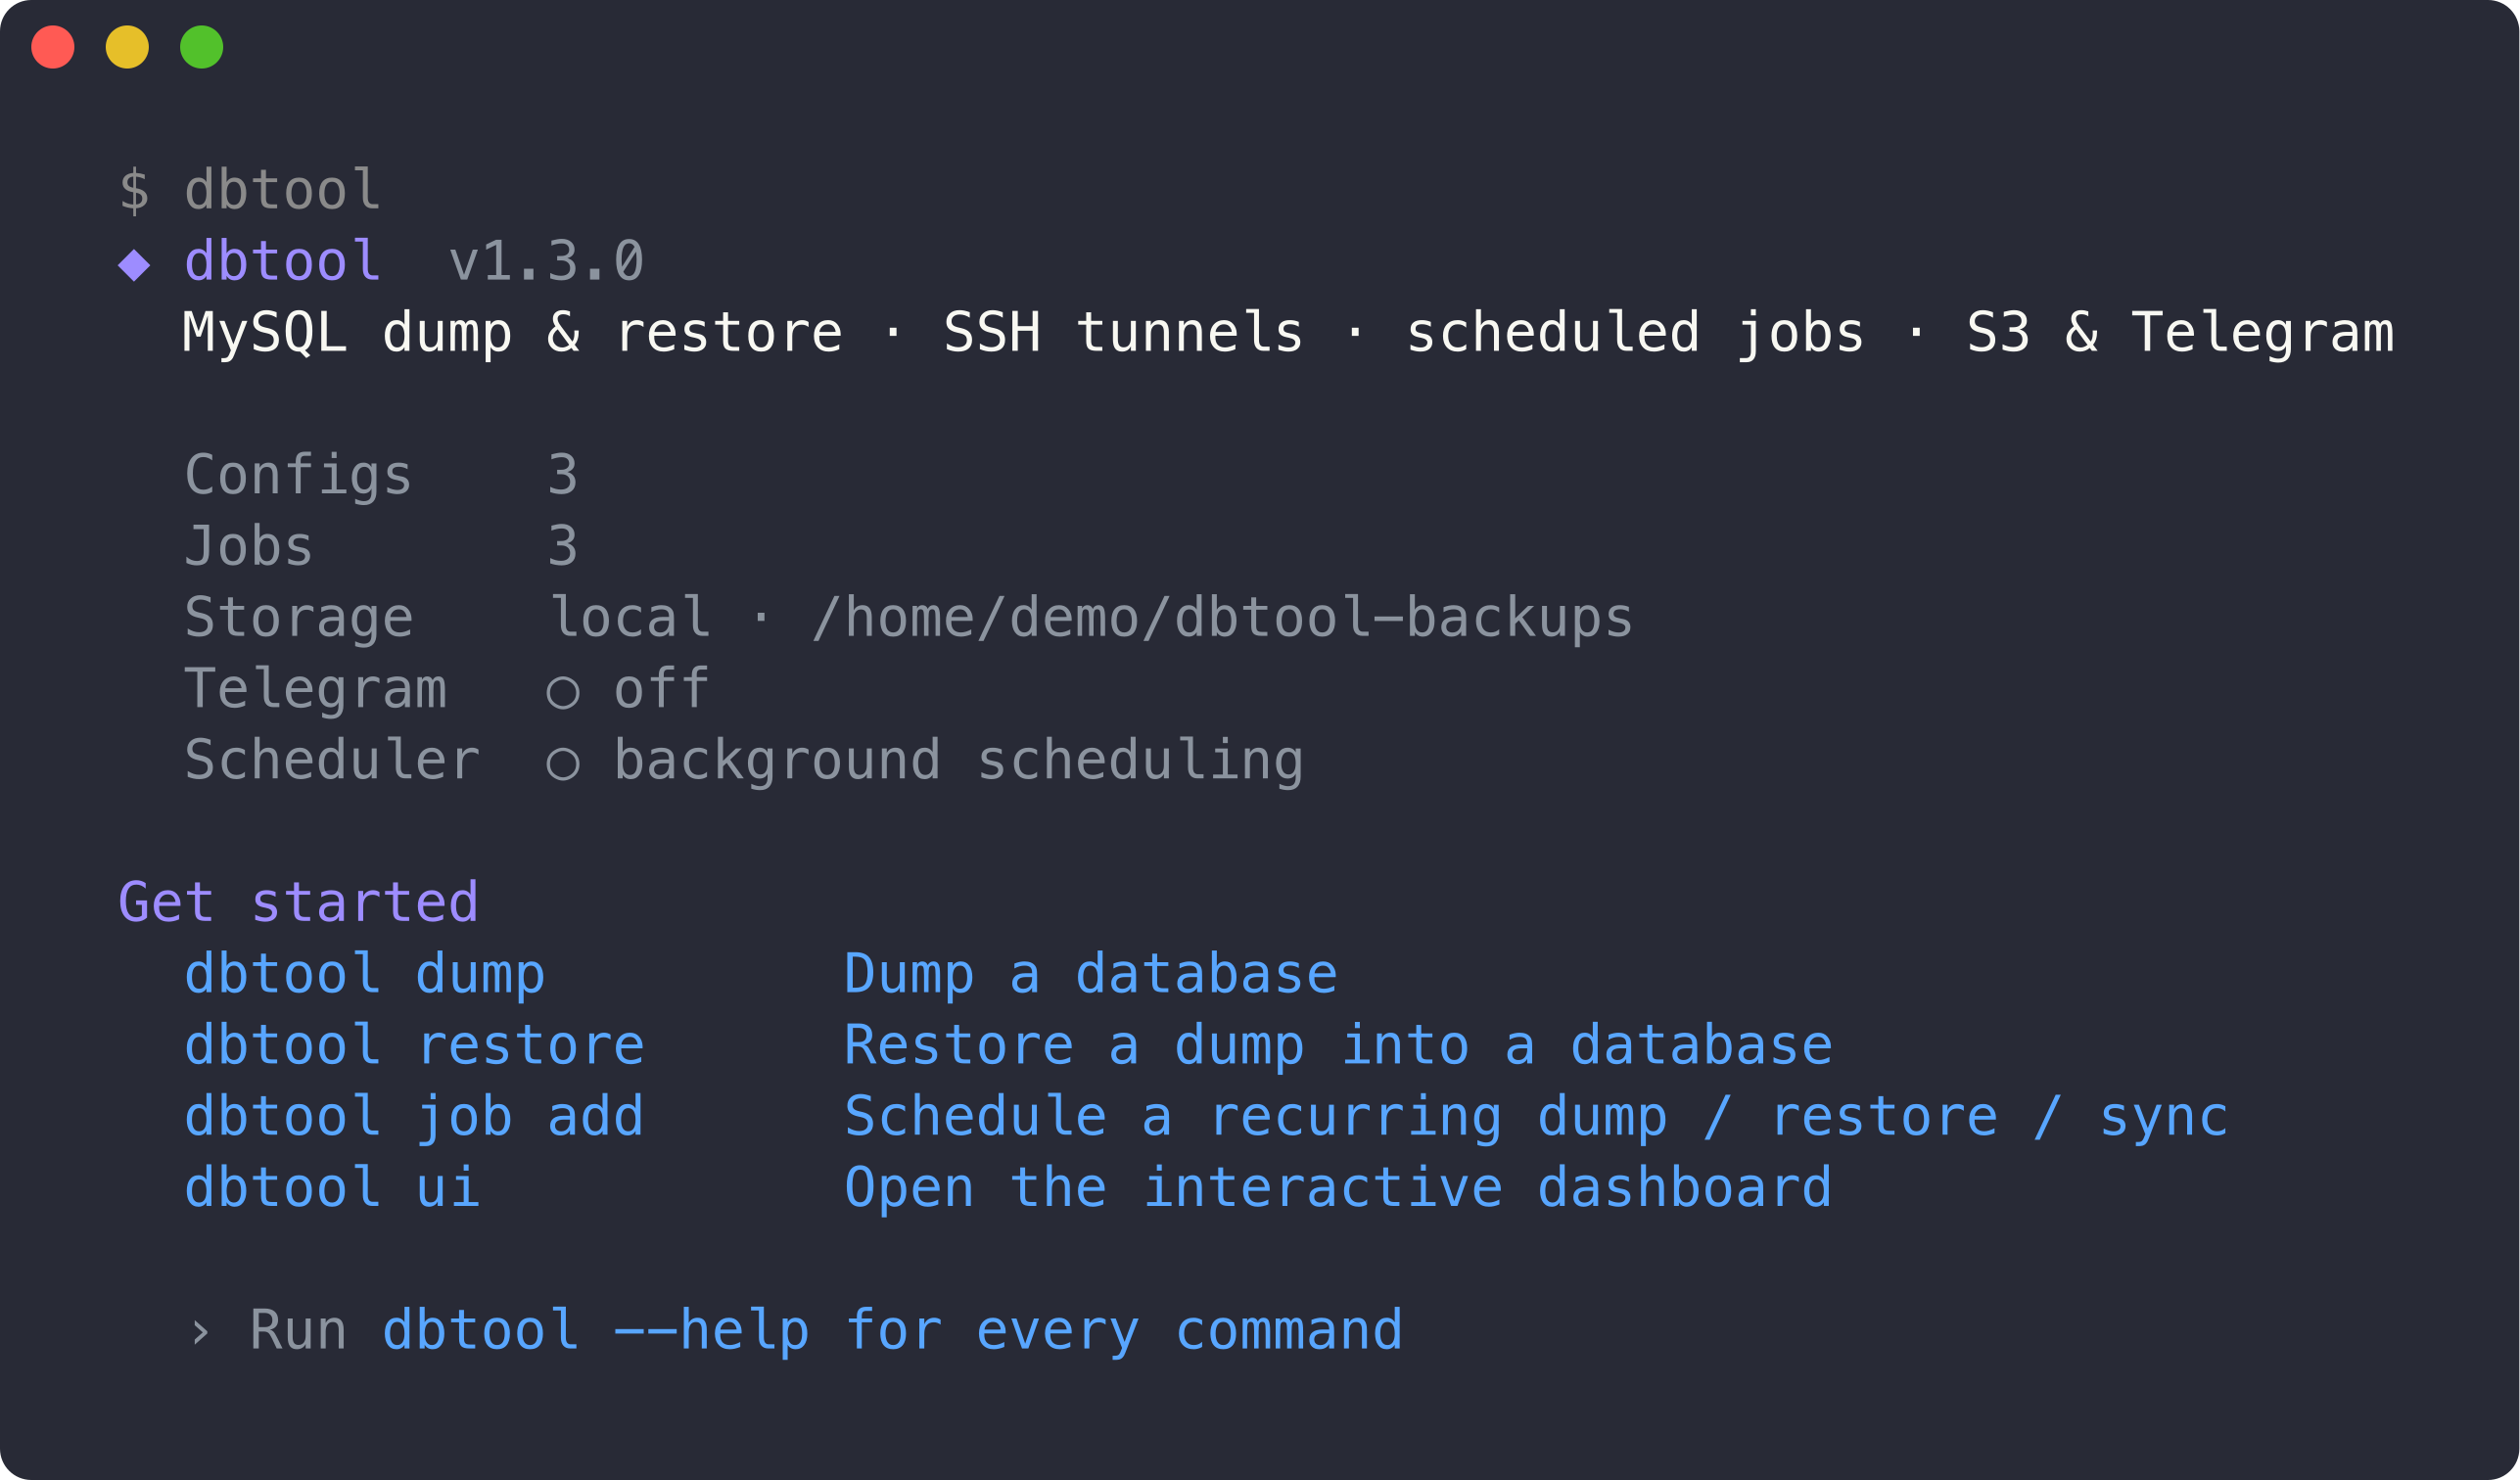 $ dbtool
◆ dbtool  v1.3.0
MySQL dump & restore · SSH tunnels · scheduled jobs · S3 & Telegram
Configs    3
Jobs       3
Storage    local · /home/demo/dbtool-backups
Telegram   ○ off
Scheduler  ○ background scheduling
Get started
dbtool dump         Dump a database
dbtool restore      Restore a dump into a database
dbtool job add      Schedule a recurring dump / restore / sync
dbtool ui           Open the interactive dashboard
› Run dbtool --help for every command